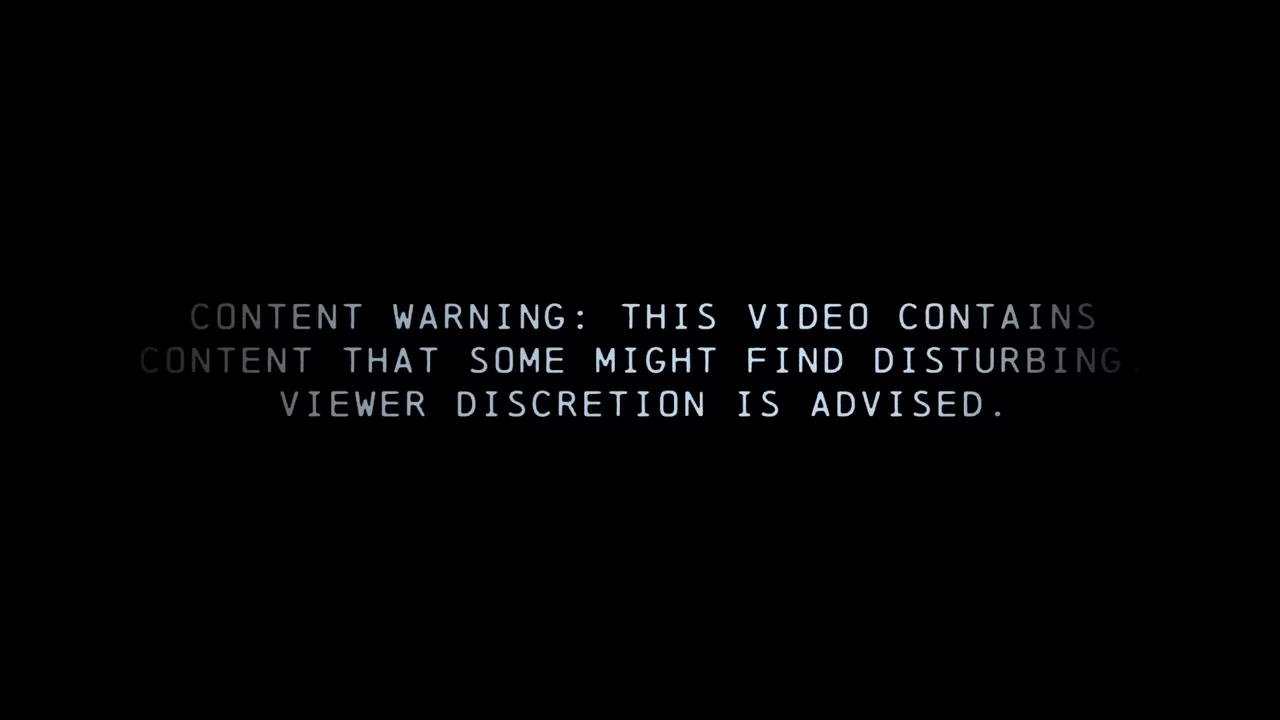 CONTENT WARNING: THIS VIDEO CONTAINS
CONTENT THAT SOME MIGHT FIND DISTURBING.
VIEWER DISCRETION IS ADVISED.